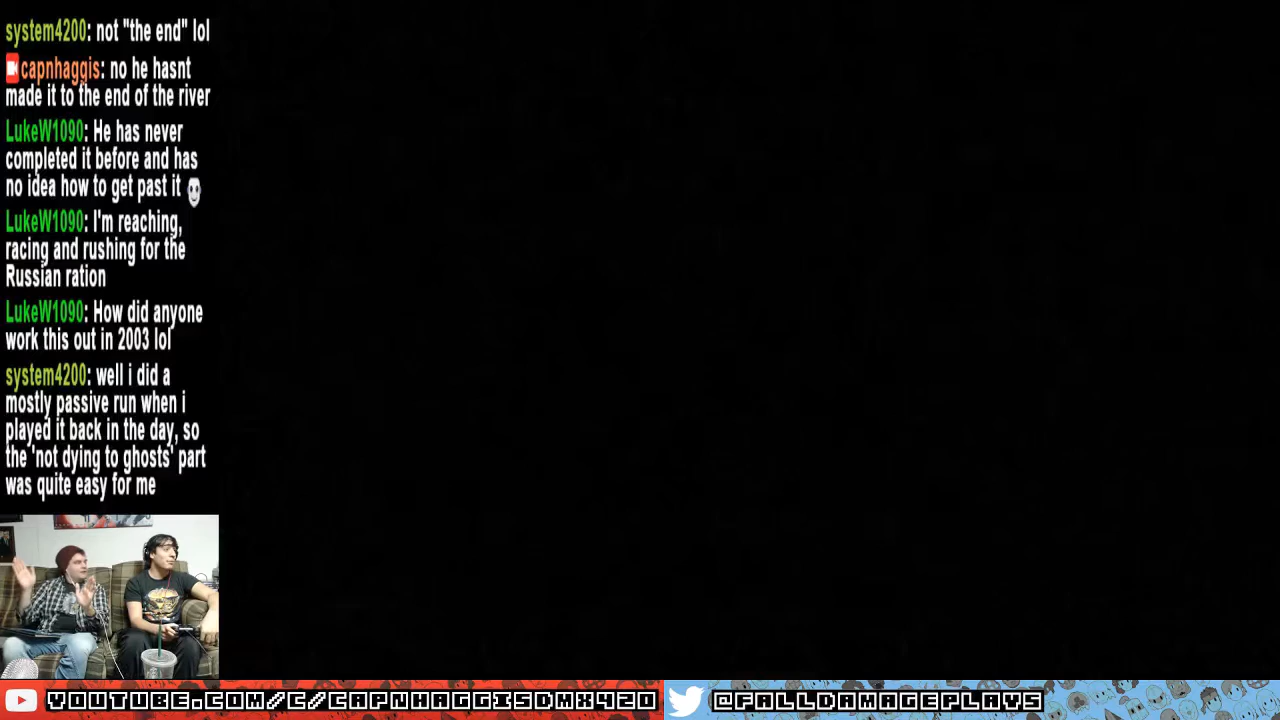 system4200: not "the end" lol
capnhaggis: no he hasnt
made it to the end of the river
LukeW1090: He has never
completed it before and has
no idea how to get past it
LukeW1090: I'm reaching,
racing and rushing for the
Russian ration
LukeW1090: How did anyone
work this out in 2003 lol
system4200: well i did a
mostly passive run when i
played it back in the day, so
the 'not dying to ghosts' part
was quite easy for me
YOUTUBE.COM/C/CAPNHAGGISDMX420
@FALLDAMAGEPLAYS